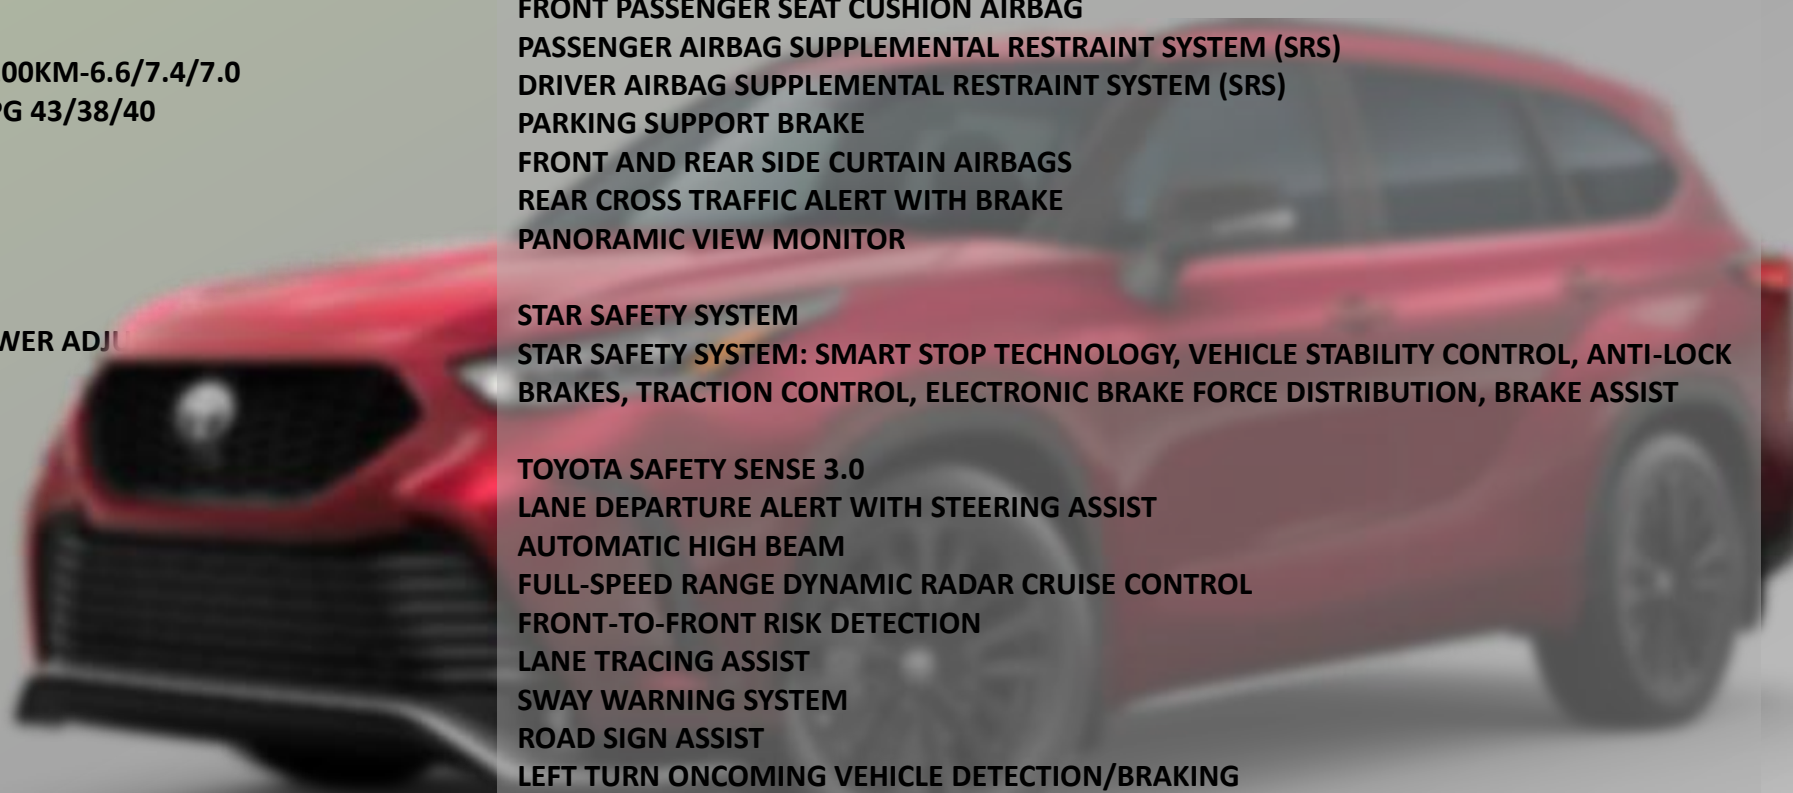 00KM-6.6/7.4/7.0
PG 43/38/40
WER ADJU
FRONT PASSENGER SEAT CUSHION AIRBAG
PASSENGER AIRBAG SUPPLEMENTAL RESTRAINT SYSTEM (SRS)
DRIVER AIRBAG SUPPLEMENTAL RESTRAINT SYSTEM (SRS)
PARKING SUPPORT BRAKE
FRONT AND REAR SIDE CURTAIN AIRBAGS
REAR CROSS TRAFFIC ALERT WITH BRAKE
PANORAMIC VIEW MONITOR
STAR SAFETY SYSTEM
STAR SAFETY SYSTEM: SMART STOP TECHNOLOGY, VEHICLE STABILITY CONTROL, ANTI-LOCK
BRAKES, TRACTION CONTROL, ELECTRONIC BRAKE FORCE DISTRIBUTION, BRAKE ASSIST
TOYOTA SAFETY SENSE 3.0
LANE DEPARTURE ALERT WITH STEERING ASSIST
AUTOMATIC HIGH BEAM
FULL-SPEED RANGE DYNAMIC RADAR CRUISE CONTROL
FRONT-TO-FRONT RISK DETECTION
LANE TRACING ASSIST
SWAY WARNING SYSTEM
ROAD SIGN ASSIST
LEFT TURN ONCOMING VEHICLE DETECTION/BRAKING